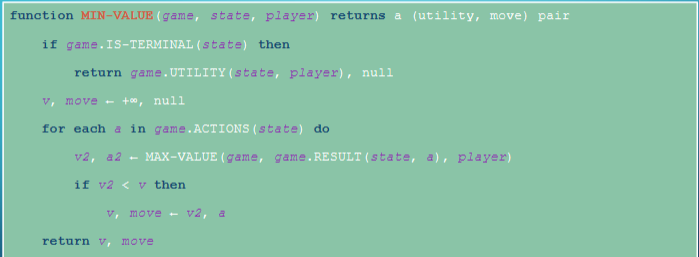 function MIN-VALUE(game, state, player) returns a (utility, move) pair
if game.IS-TERMINAL(state) then
return game.UTILITY(state, player), null
v, move ← +∞, null
for each a in game.ACTIONS(state) do
v2, a2 ← MAX-VALUE(game, game.RESULT(state, a), player)
if v2 < v then
v, move ← v2, a
return v, move